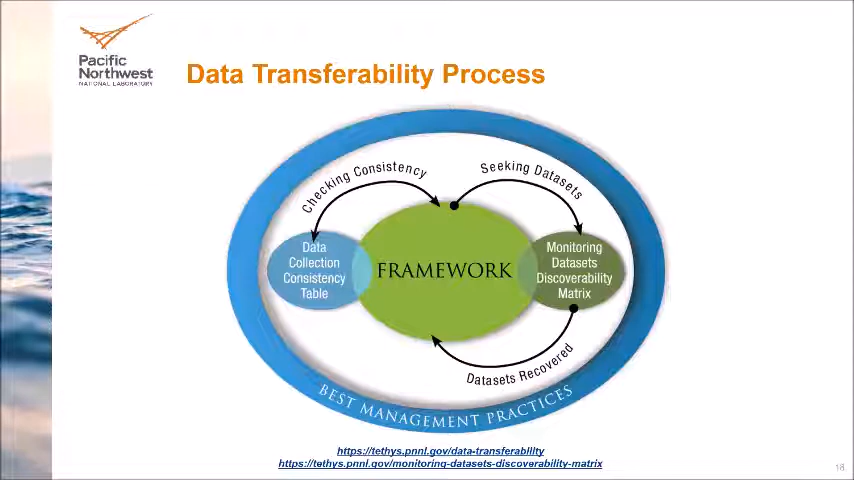 Pacific
Northwest
NATIONAL LABORATORY
Data Transferability Process
Checking Consistency
Seeking Datasets
Data
Collection
Consistency
Table
FRAMEWORK
Monitoring
Datasets
Discoverability
Matrix
Datasets Recovered
BEST MANAGEMENT PRACTICES
https://tethys.pnnl.gov/data-transferability
https://tethys.pnnl.gov/monitoring-datasets-discoverability-matrix
18